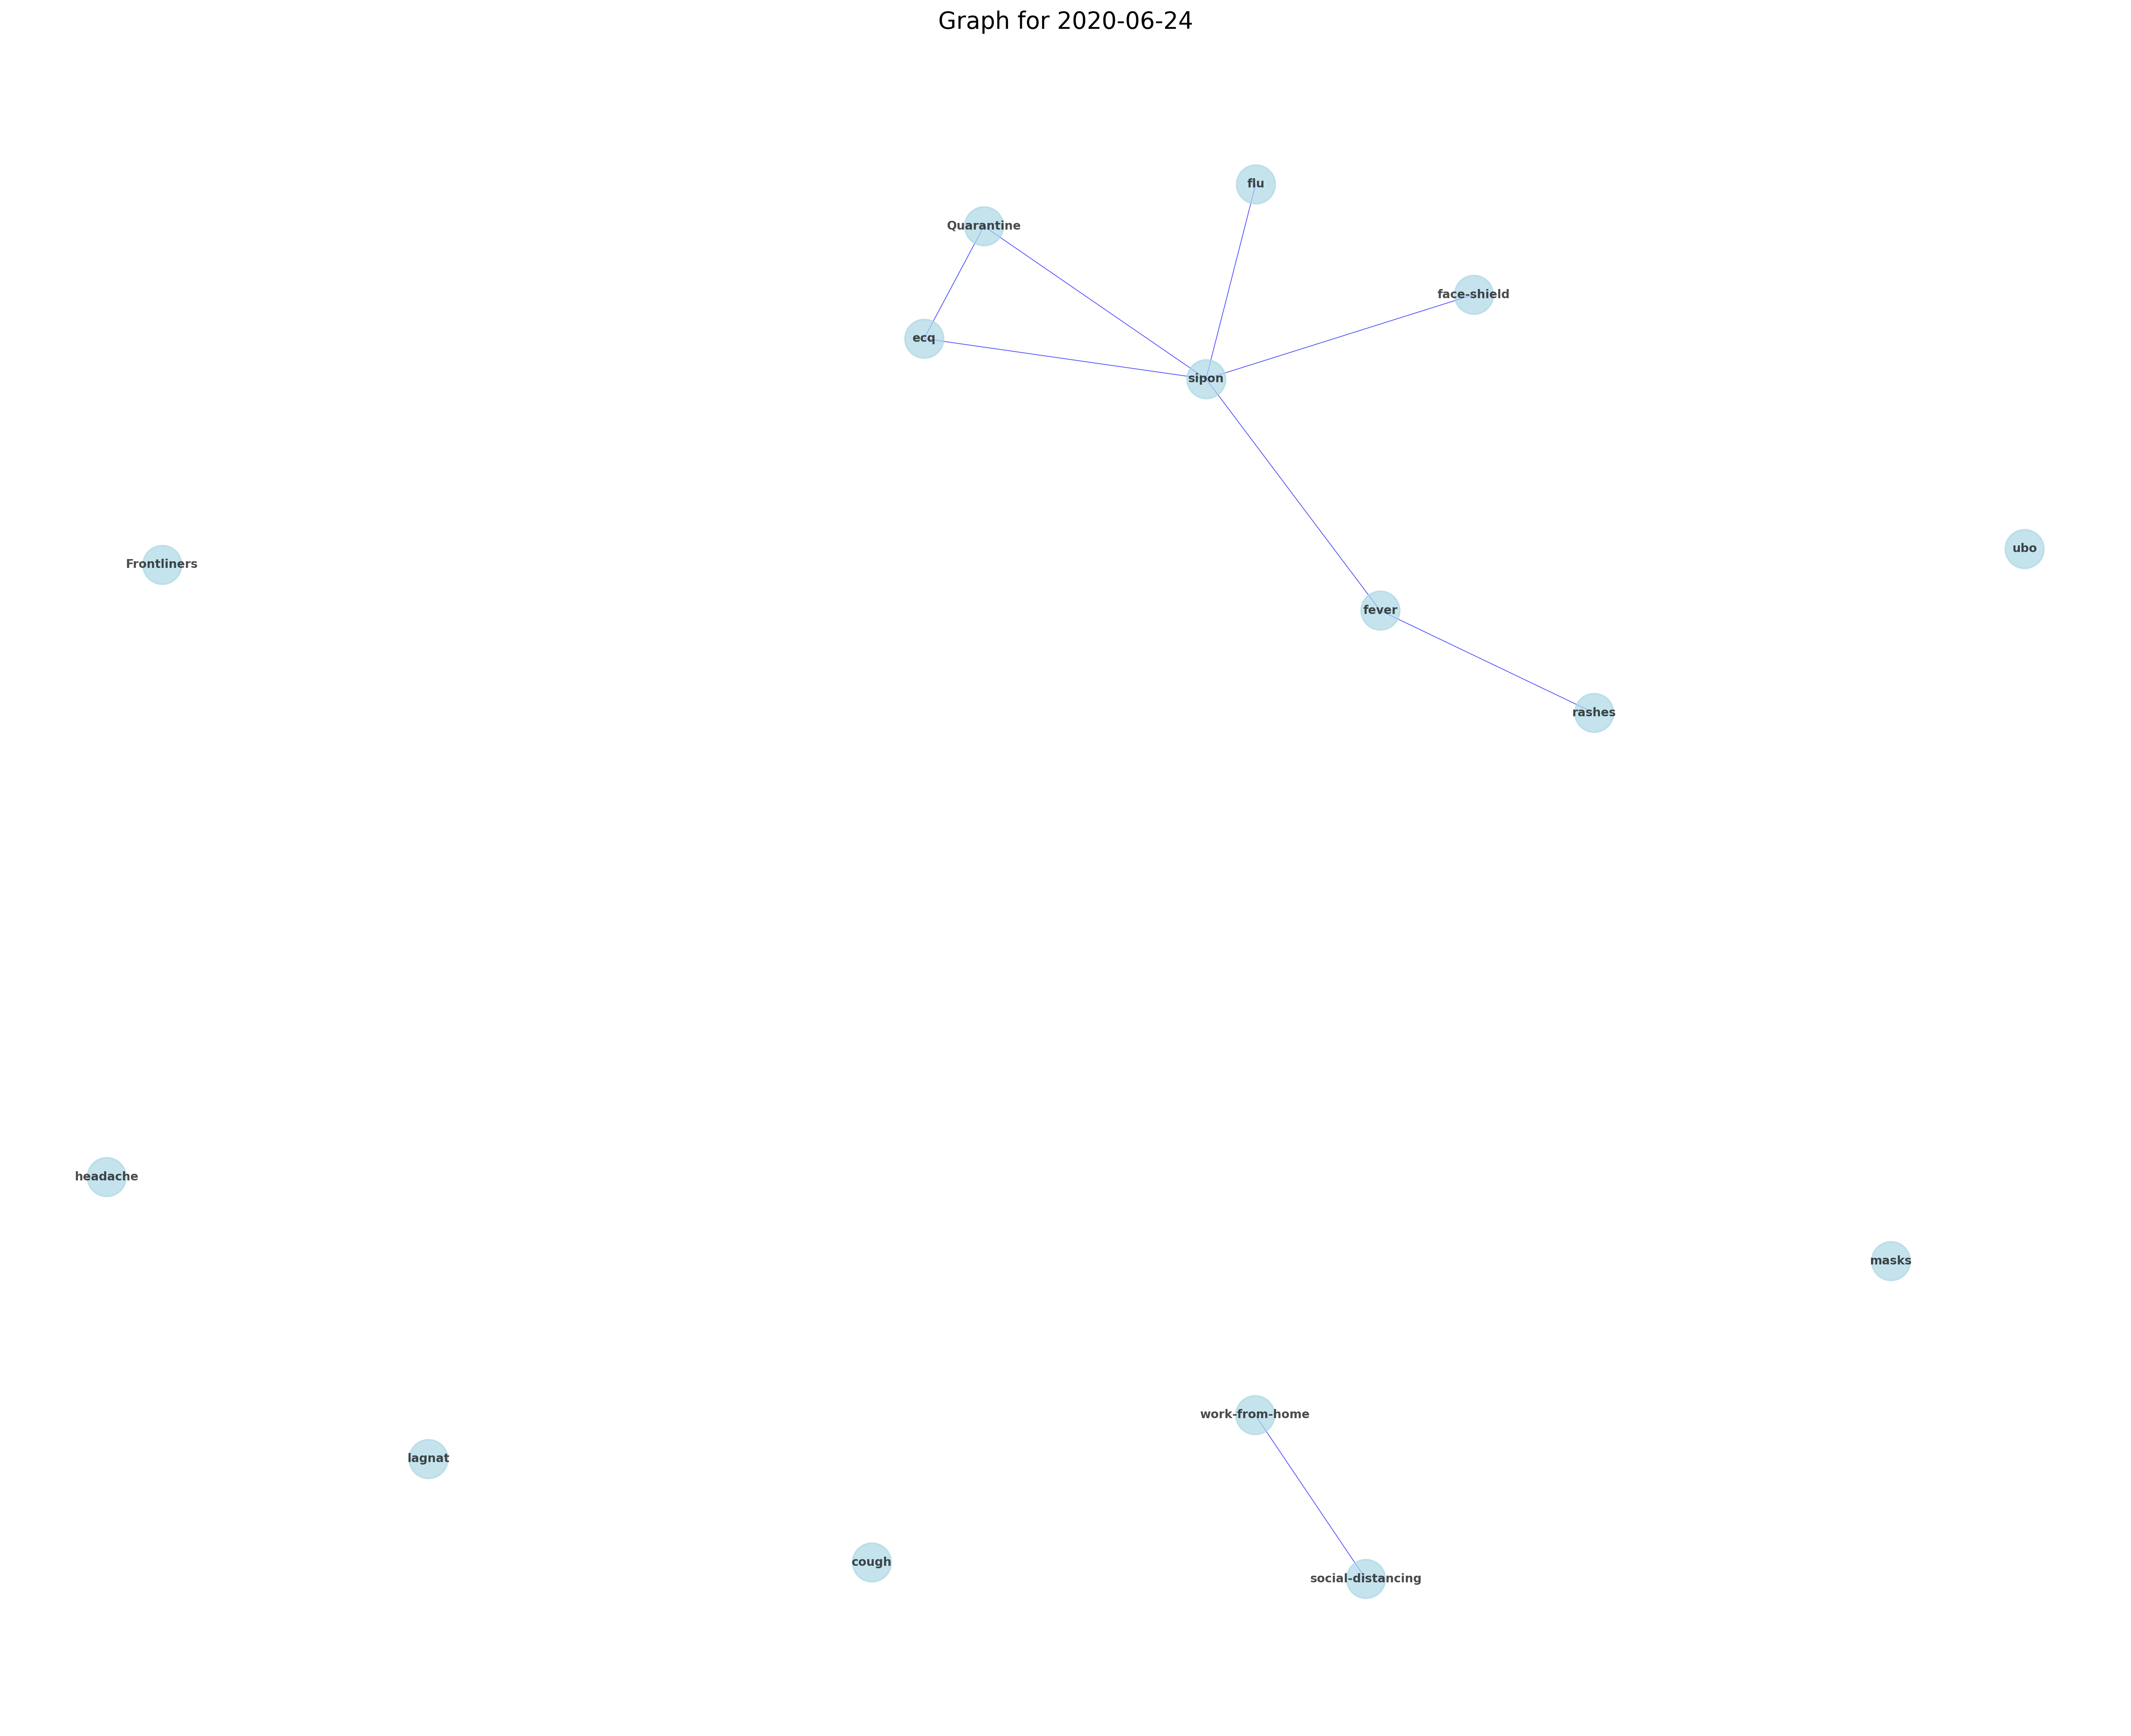 Graph for 2020-06-24
flu
Quarantine
face-shield
ecq
sipon
ubo
Frontliners
fever
rashes
headache
masks
work-from-home
lagnat
cough
social-distancing